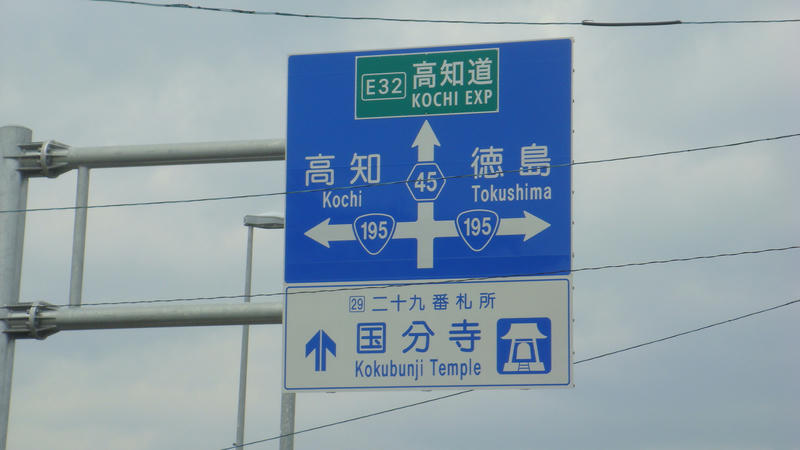 E32 高知道
KOCHI EXP
高知
Kochi
45
徳島
Tokushima
195
195
29 二十九番札所
国分寺
Kokubunji Temple